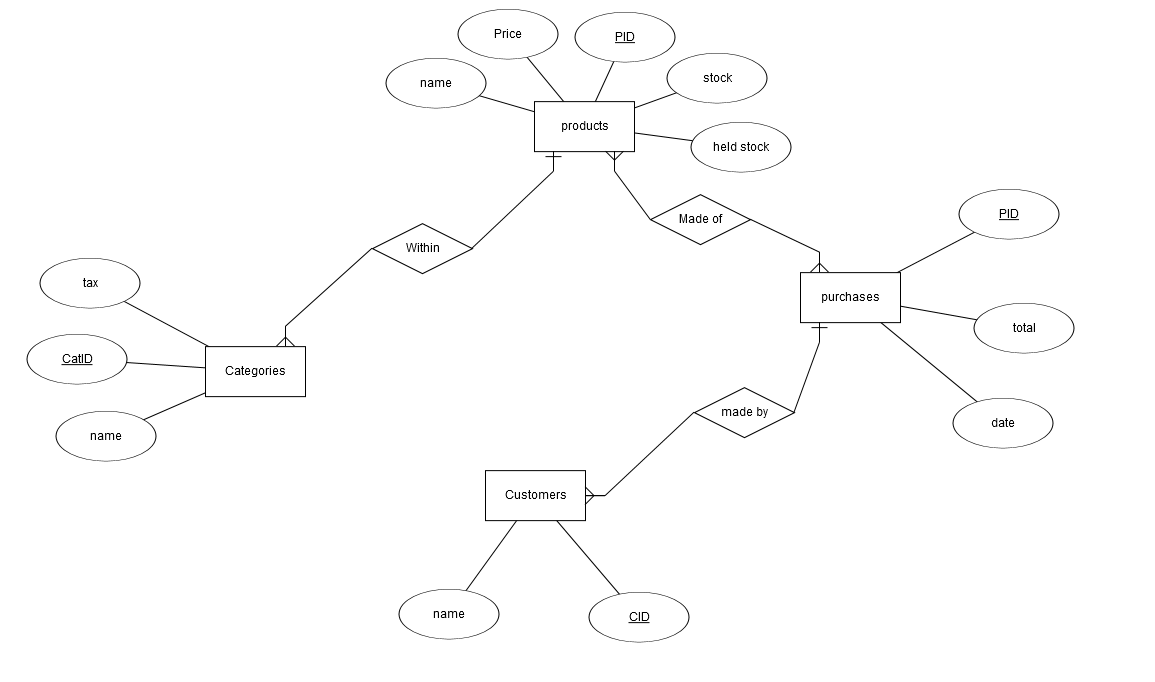 Price
PID
name
stock
products
held stock
PID
Made of
Within
tax
purchases
total
CatID
Categories
made by
date
name
Customers
name
CID